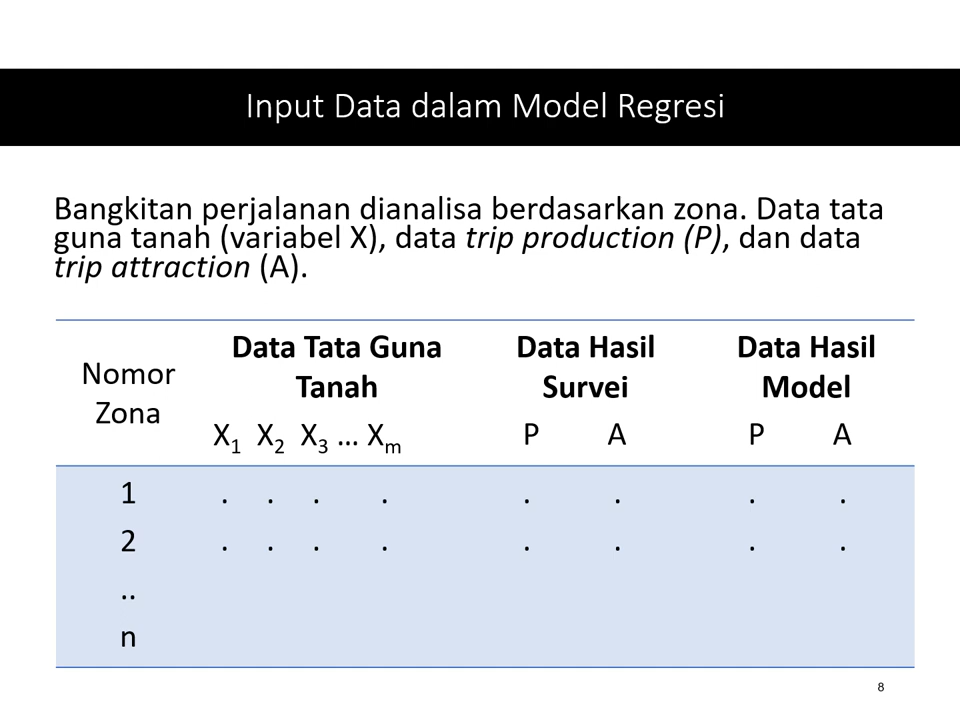 Input Data dalam Model Regresi
Bangkitan perjalanan dianalisa berdasarkan zona. Data tata
guna tanah (variabel X), data trip production (P), dan data
trip attraction (A).
Nomor
Zona
Data Tata Guna
Tanah
X₁ X₂ X₃ … Xₘ
Data Hasil
Survei
P A
Data Hasil
Model
P A
1 . . . . . . . .
2 . . . . . . . .
..
n
8